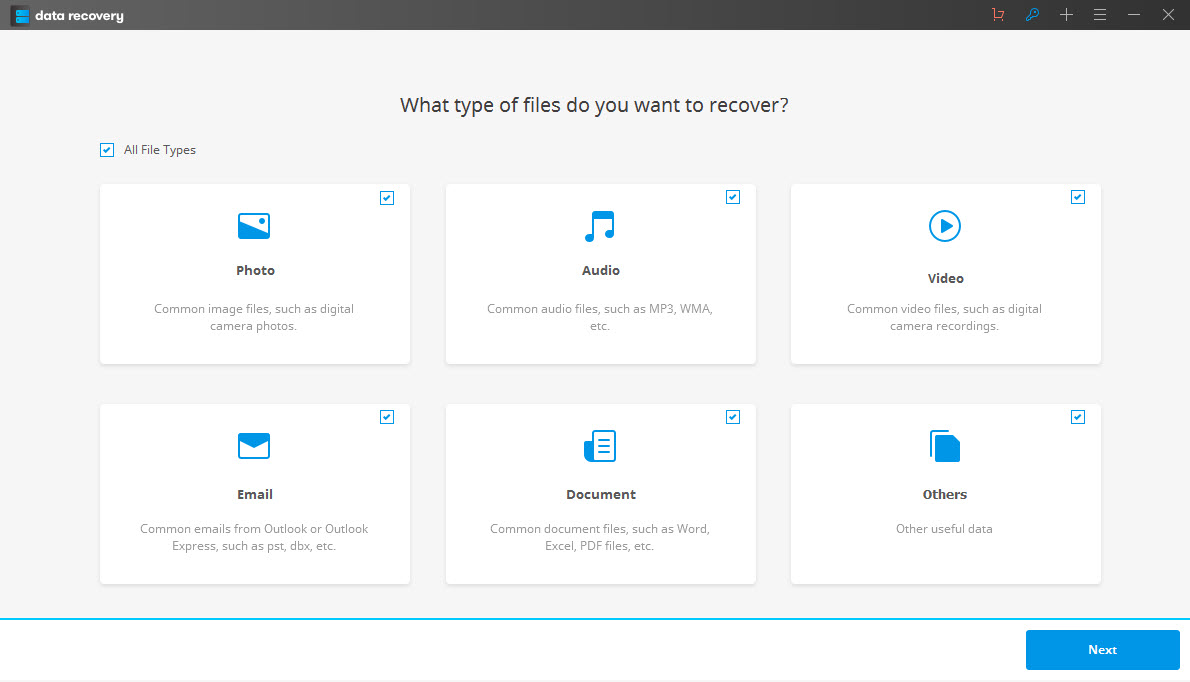 data recovery
What type of files do you want to recover?
All File Types
Photo
Common image files, such as digital
camera photos.
Audio
Common audio files, such as MP3, WMA,
etc.
Video
Common video files, such as digital
camera recordings.
Email
Common emails from Outlook or Outlook
Express, such as pst, dbx, etc.
Document
Common document files, such as Word,
Excel, PDF files, etc.
Others
Other useful data
Next